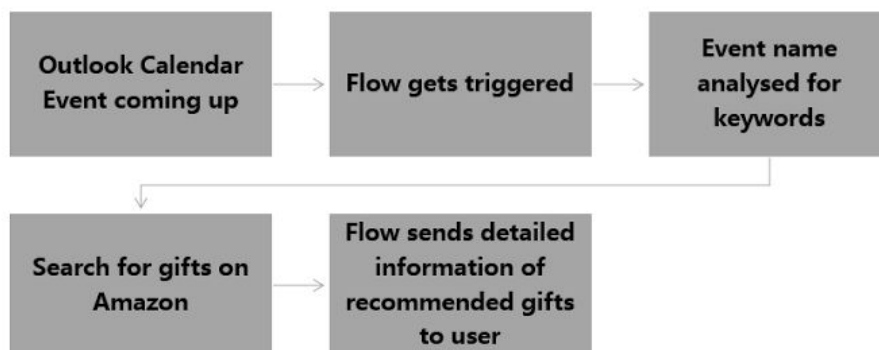 Outlook Calendar
Event coming up
Flow gets triggered
Event name
analysed for
keywords
Search for gifts on
Amazon
Flow sends detailed
information of
recommended gifts
to user